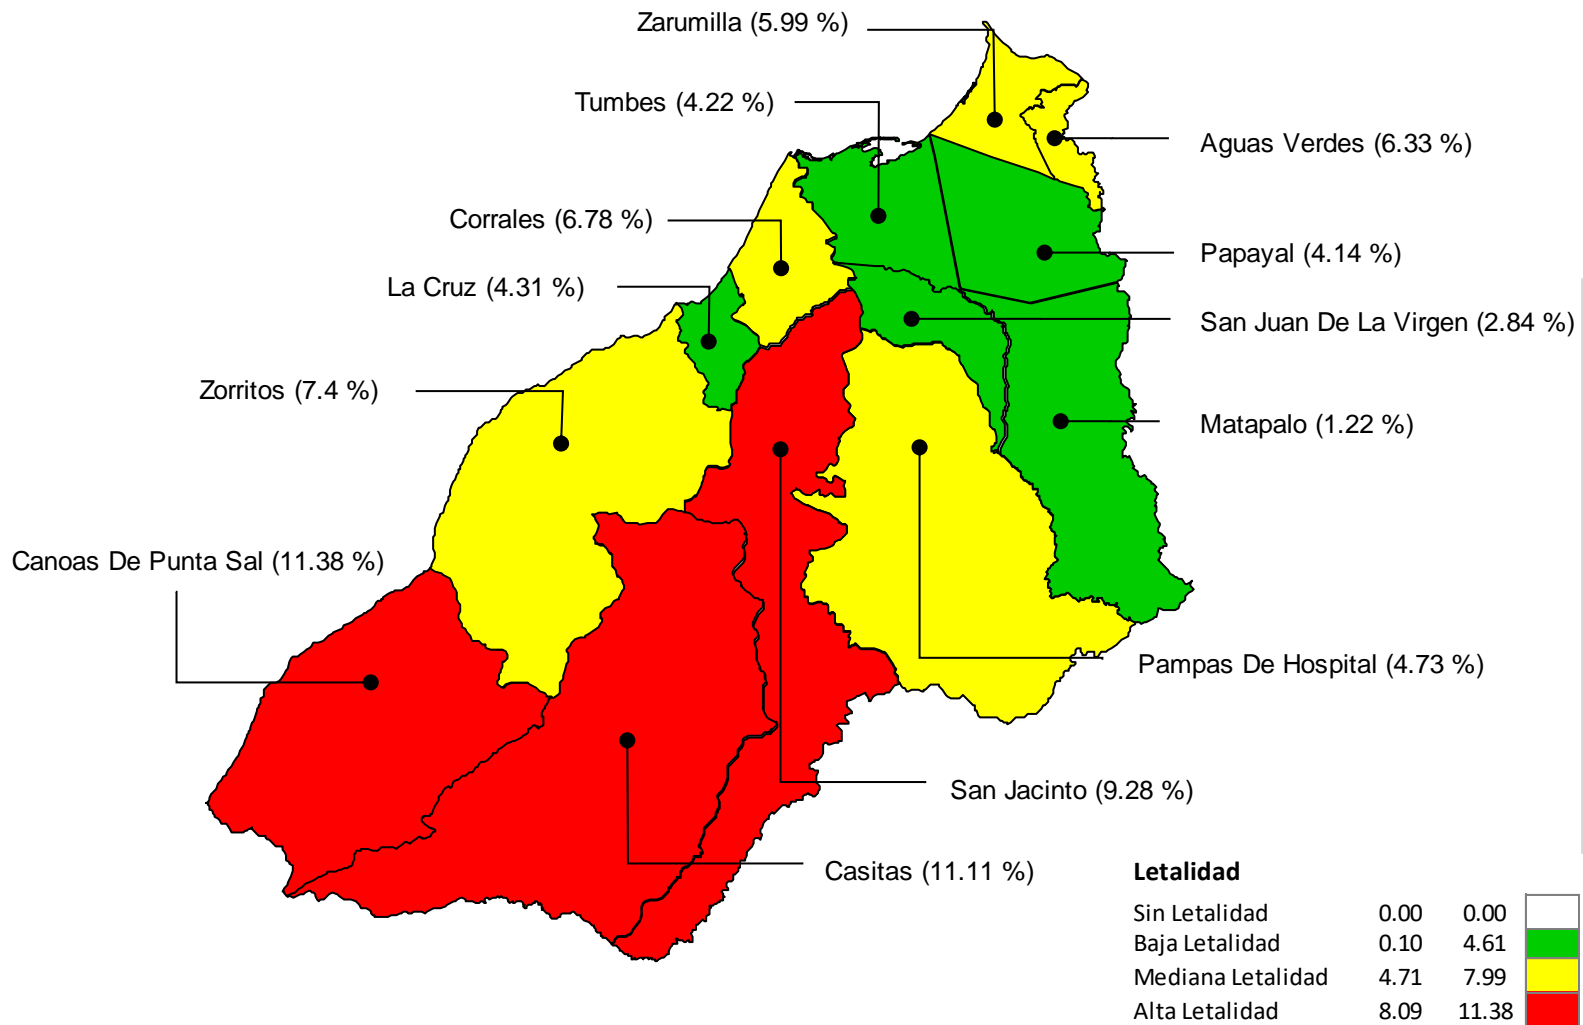 Zarumilla (5.99 %)
Tumbes (4.22 %)
Aguas Verdes (6.33 %)
Corrales (6.78 %)
Papayal (4.14 %)
La Cruz (4.31 %)
San Juan De La Virgen (2.84 %)
Zorritos (7.4 %)
Matapalo (1.22 %)
Canoas De Punta Sal (11.38 %)
Pampas De Hospital (4.73 %)
San Jacinto (9.28 %)
Casitas (11.11 %)
Letalidad
Sin Letalidad 0.00 0.00
Baja Letalidad 0.10 4.61
Mediana Letalidad 4.71 7.99
Alta Letalidad 8.09 11.38